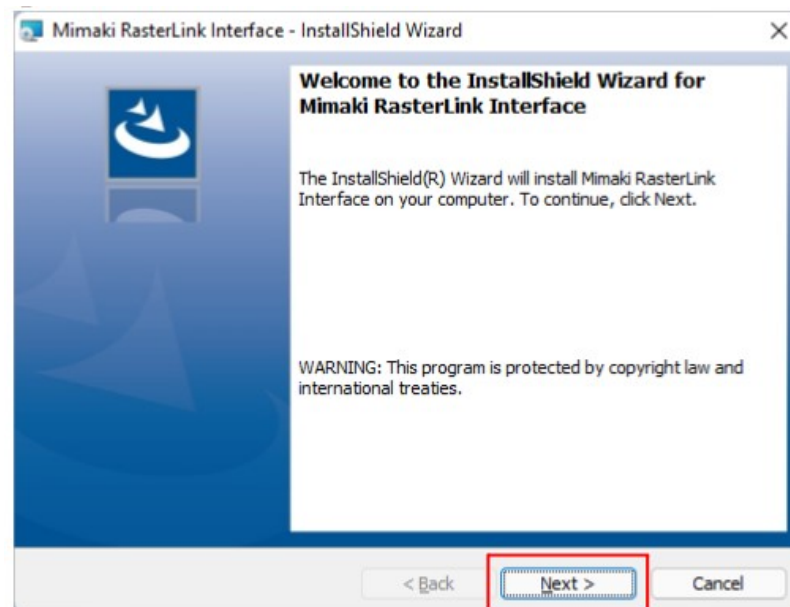 Mimaki RasterLink Interface - InstallShield Wizard
Welcome to the InstallShield Wizard for
Mimaki RasterLink Interface
The InstallShield(R) Wizard will install Mimaki RasterLink
Interface on your computer. To continue, click Next.
WARNING: This program is protected by copyright law and
international treaties.
< Back
Next >
Cancel